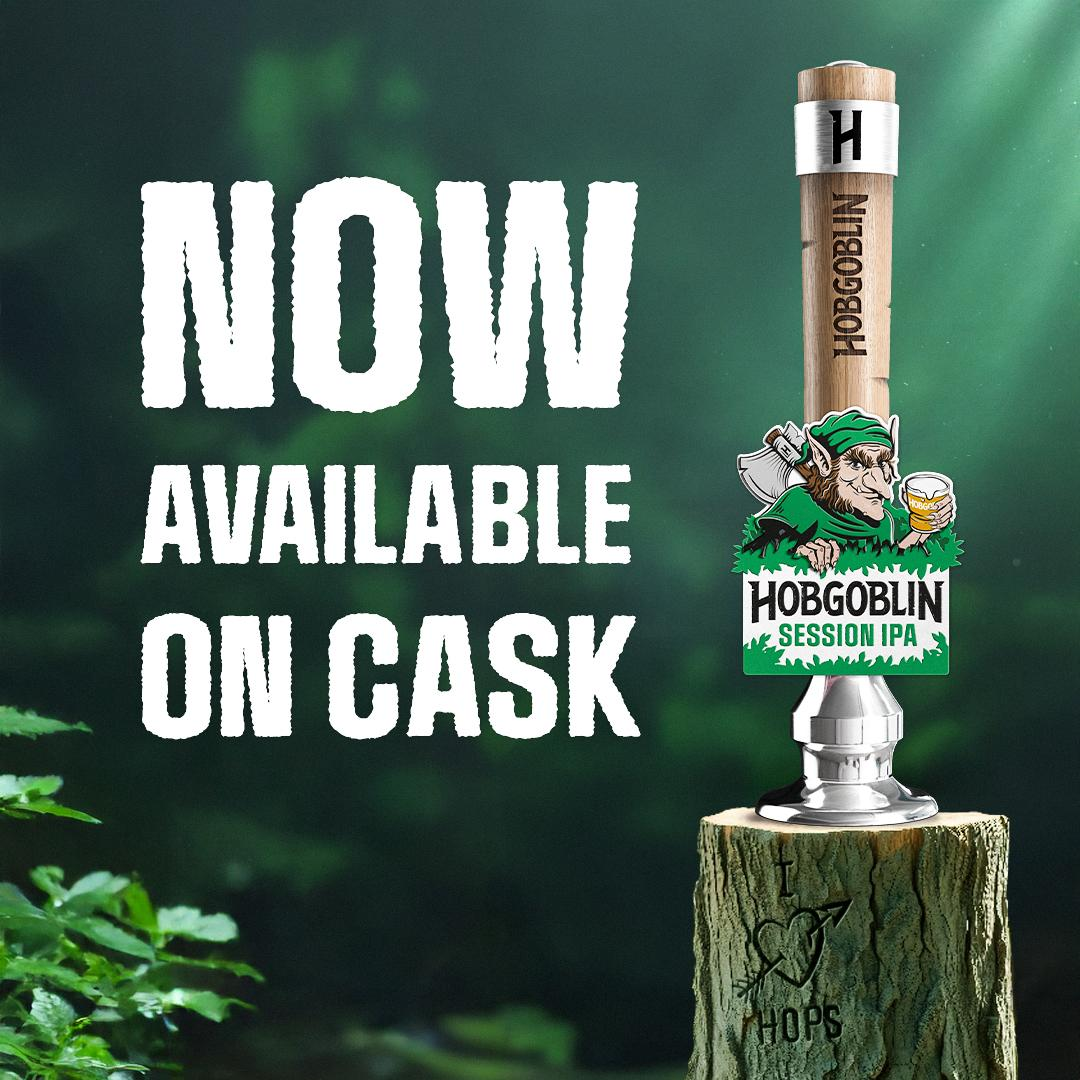 NOW
AVAILABLE
ON CASK
H
HOBGOBLIN
HOBGOBLIN
SESSION IPA
I
HOPS